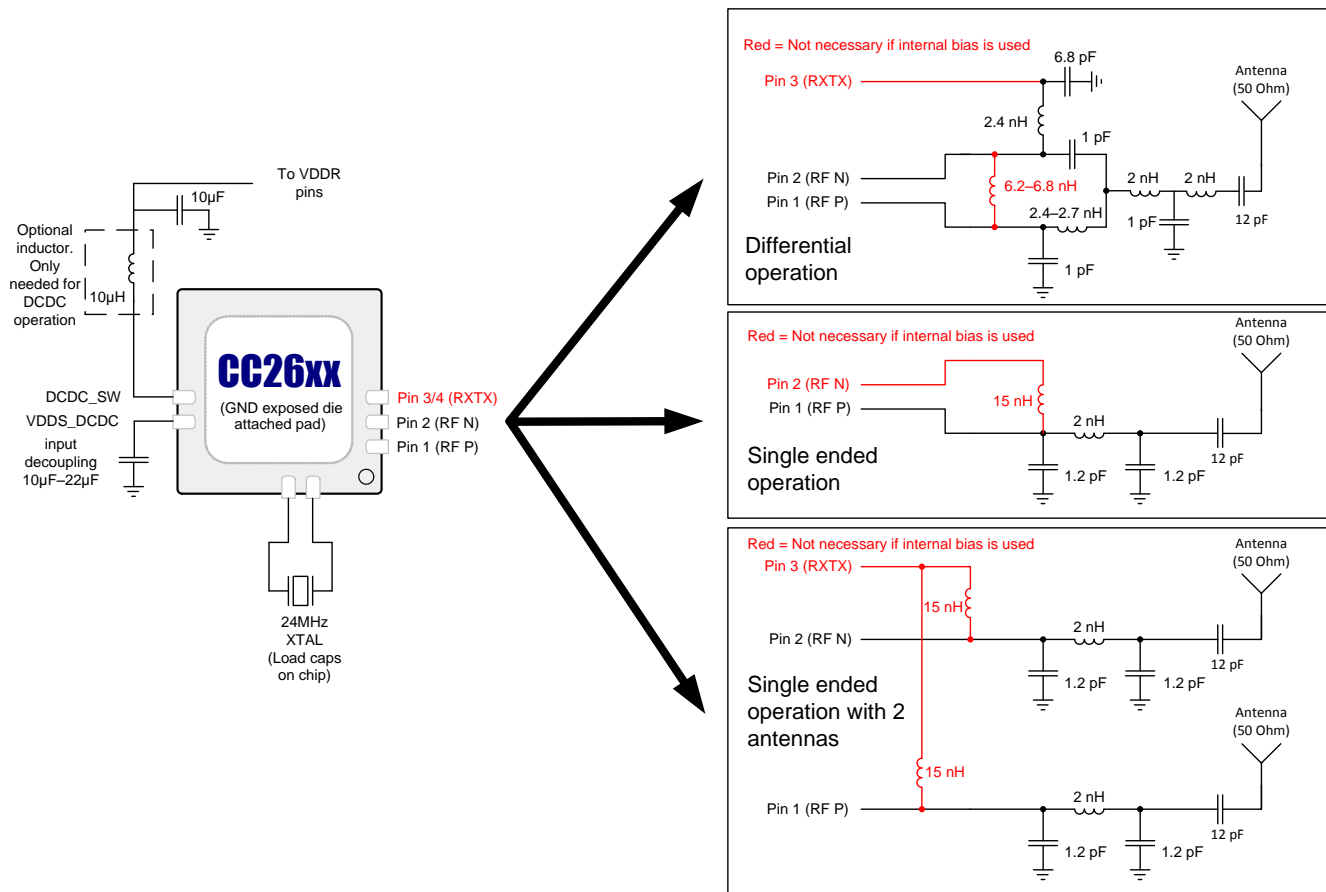 To VDDR
pins
10µF
Optional
inductor.
Only
needed for
DCDC
operation
10µH
CC26xx
(GND exposed die
attached pad)
DCDC_SW
VDDS_DCDC
input
decoupling
10µF–22µF
Pin 3/4 (RXTX)
Pin 2 (RF N)
Pin 1 (RF P)
24MHz
XTAL
(Load caps
on chip)
Red = Not necessary if internal bias is used
Pin 3 (RXTX)
6.8 pF
Antenna
(50 Ohm)
2.4 nH
1 pF
Pin 2 (RF N)
6.2–6.8 nH
2 nH
2 nH
Pin 1 (RF P)
2.4–2.7 nH
1 pF
12 pF
Differential
operation
1 pF
Red = Not necessary if internal bias is used
Antenna
(50 Ohm)
Pin 2 (RF N)
15 nH
Pin 1 (RF P)
2 nH
12 pF
Single ended
operation
1.2 pF
1.2 pF
Red = Not necessary if internal bias is used
Pin 3 (RXTX)
Antenna
(50 Ohm)
15 nH
Pin 2 (RF N)
2 nH
12 pF
1.2 pF
1.2 pF
Single ended
operation with 2
antennas
Antenna
(50 Ohm)
15 nH
Pin 1 (RF P)
2 nH
12 pF
1.2 pF
1.2 pF